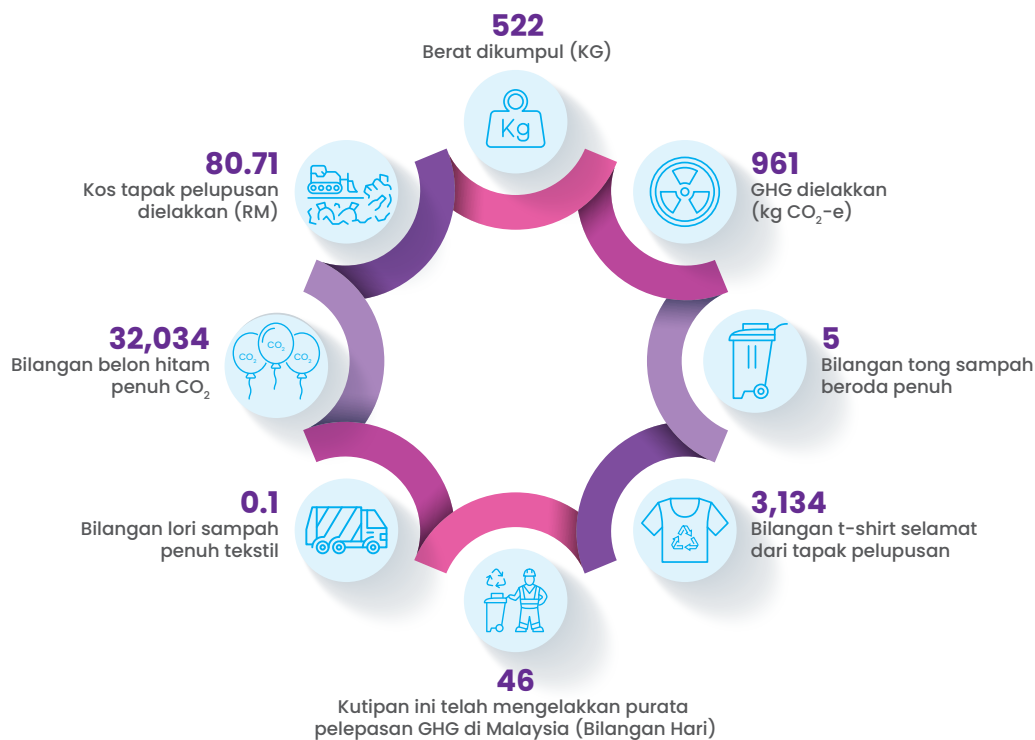 522
Berat dikumpul (KG)
Kg
961
GHG dielakkan
(kg CO₂-e)
5
Bilangan tong sampah
beroda penuh
3,134
Bilangan t-shirt selamat
dari tapak pelupusan
46
Kutipan ini telah mengelakkan purata
pelepasan GHG di Malaysia (Bilangan Hari)
0.1
Bilangan lori sampah
penuh tekstil
32,034
Bilangan belon hitam
penuh CO₂
CO₂
CO₂
CO₂
80.71
Kos tapak pelupusan
dielakkan (RM)